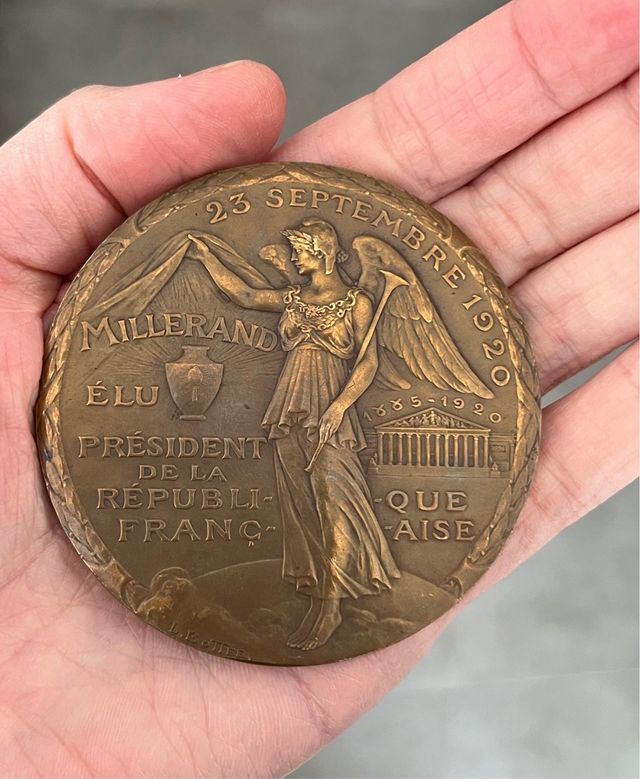 23 SEPTEMBRE 1920
MILLERAND
ÉLU
1885-1920
PRÉSIDENT
DE LA
RÉPUBLI- -QUE
FRANÇ- -AISE